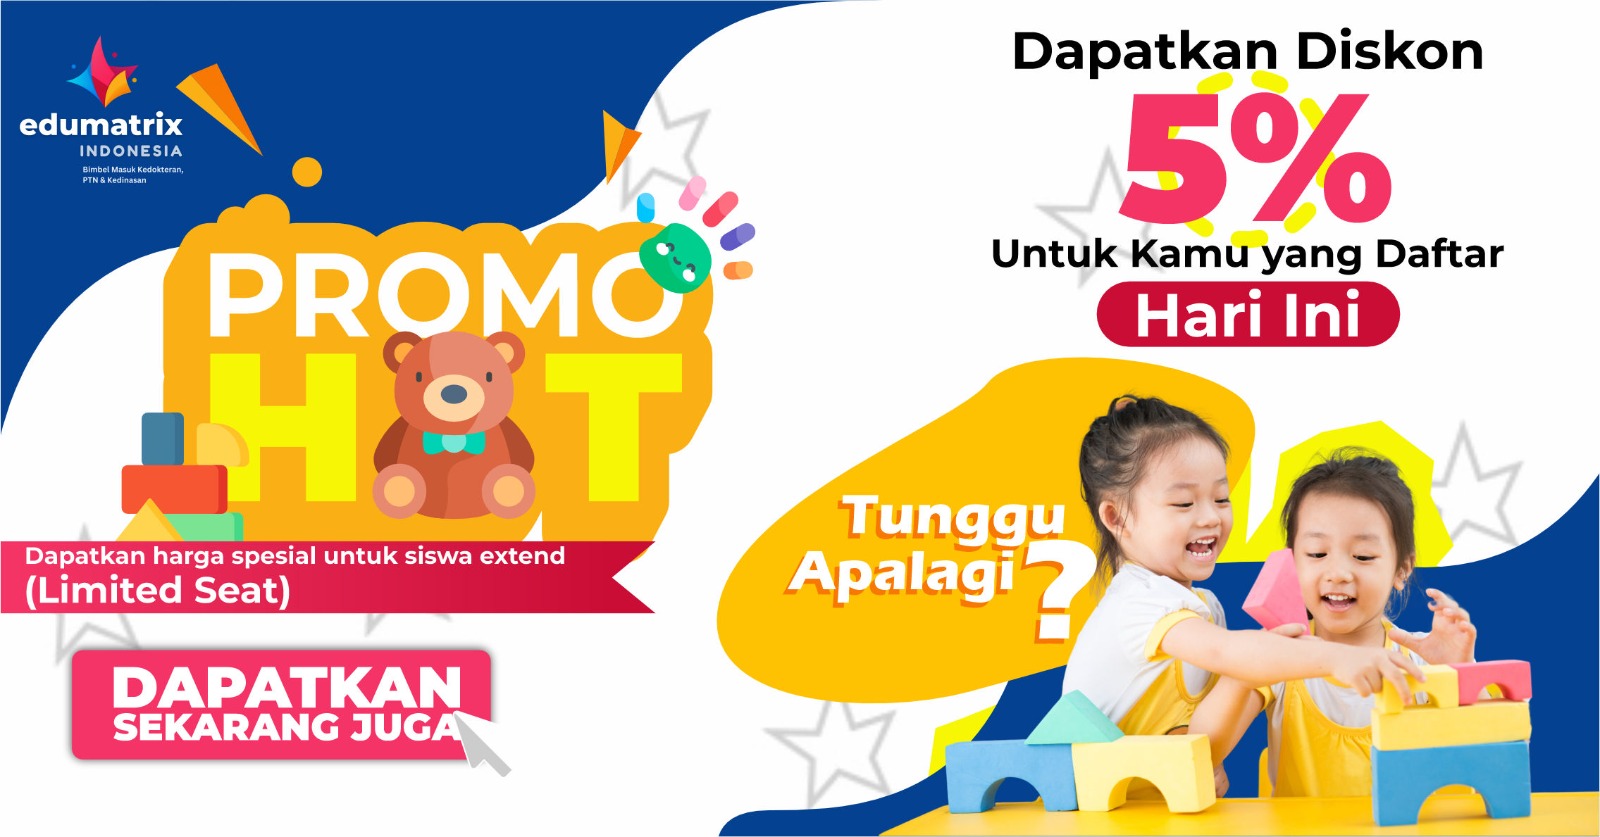 edumatrix
INDONESIA
Bimbel Masuk Kedokteran,
PTN & Kedinasan
PROMO
HOT
Dapatkan harga spesial untuk siswa extend
(Limited Seat)
DAPATKAN
SEKARANG JUGA
Dapatkan Diskon
5%
Untuk Kamu yang Daftar
Hari Ini
Tunggu
Apalagi?